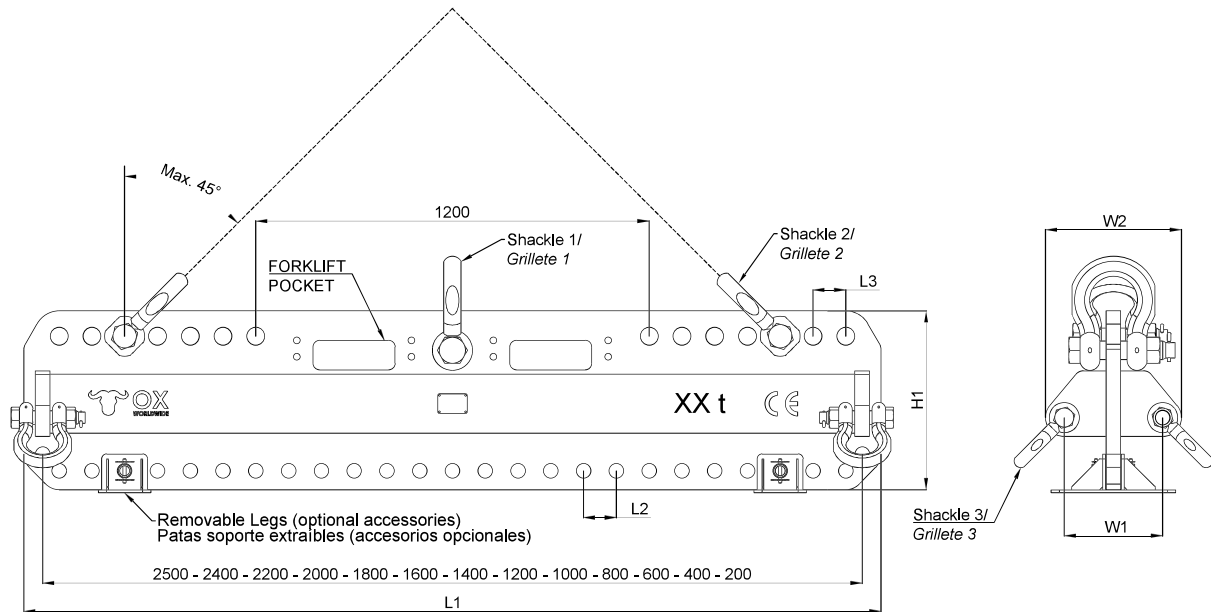 Max. 45°
1200
Shackle 1/
Grillete 1
Shackle 2/
Grillete 2
FORKLIFT
POCKET
L3
W2
H1
OX
WORLDWIDE
XX t
CE
L2
Removable Legs (optional accessories)
Patas soporte extraíbles (accesorios opcionales)
Shackle 3/
Grillete 3
W1
2500 - 2400 - 2200 - 2000 - 1800 - 1600 - 1400 - 1200 - 1000 - 800 - 600 - 400 - 200
L1